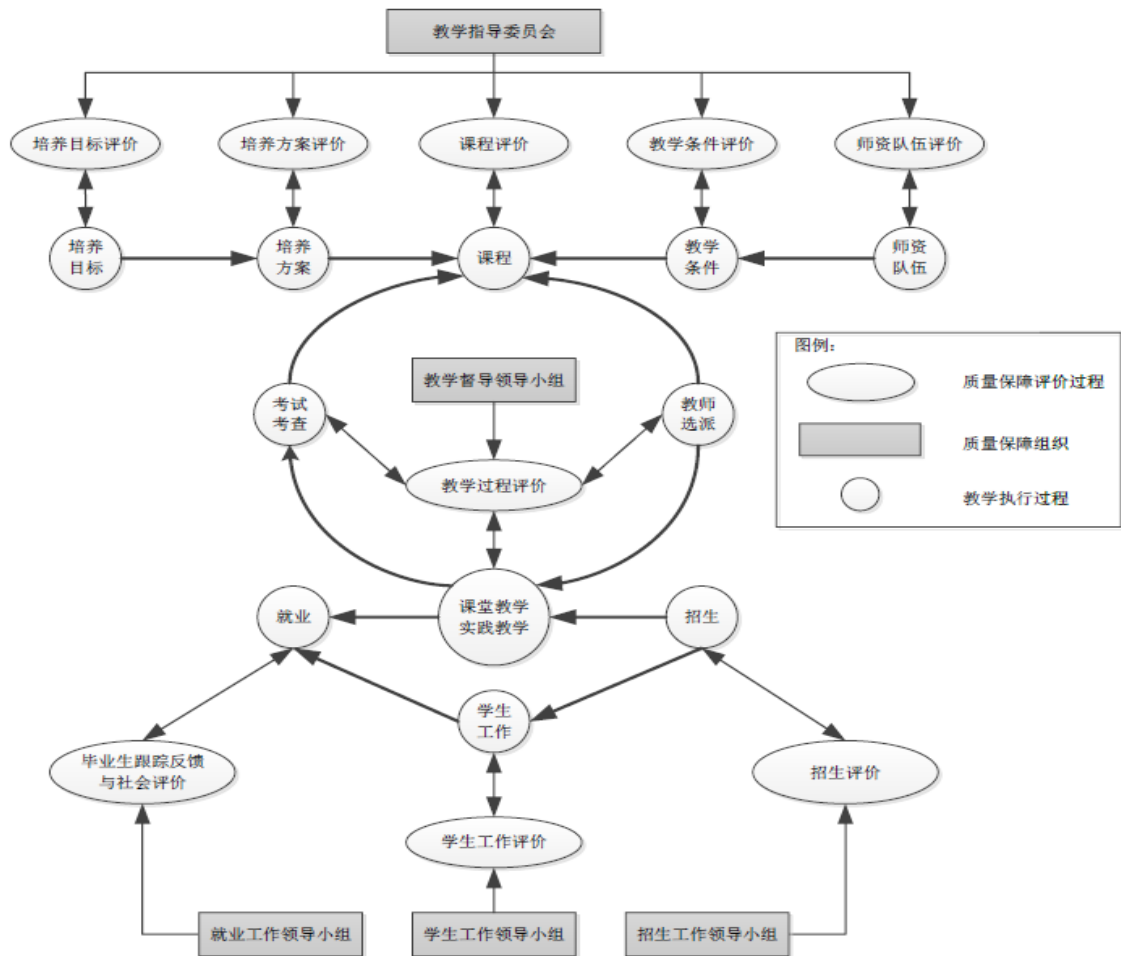 教学指导委员会
培养目标评价
培养方案评价
课程评价
教学条件评价
师资队伍评价
培养
目标
培养
方案
课程
教学
条件
师资
队伍
图例：
质量保障评价过程
质量保障组织
教学执行过程
教学督导领导小组
考试
考查
教师
选派
教学过程评价
就业
课堂教学
实践教学
招生
学生
工作
毕业生跟踪反馈
与社会评价
招生评价
学生工作评价
就业工作领导小组
学生工作领导小组
招生工作领导小组